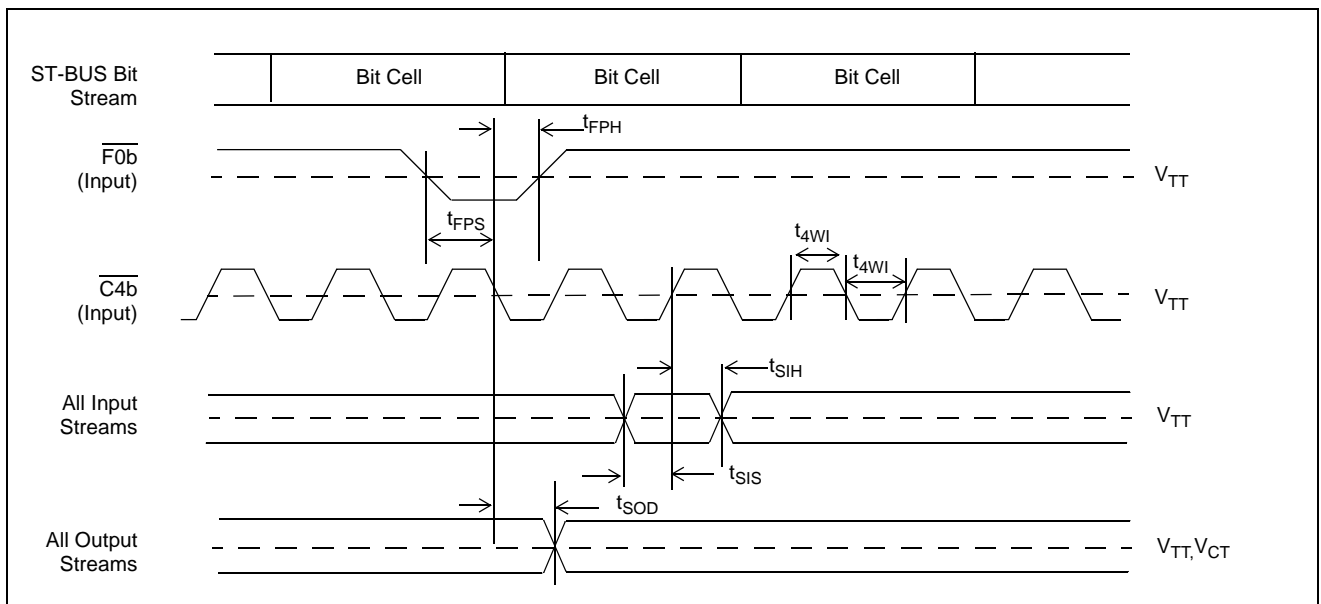 ST-BUS Bit
Stream
Bit Cell
Bit Cell
Bit Cell
tFPH
F0b
(Input)
VTT
tFPS
t4WI
t4WI
C4b
(Input)
VTT
tSIH
All Input
Streams
VTT
tSIS
tSOD
All Output
Streams
VTT,VCT